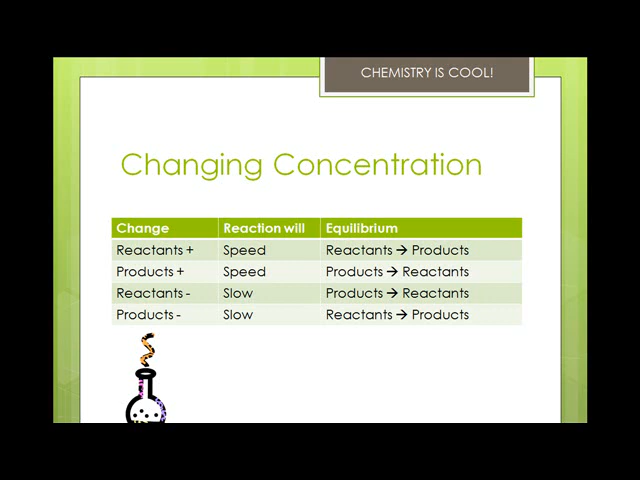 CHEMISTRY IS COOL!
Changing Concentration
Change Reaction will Equilibrium
Reactants + Speed Reactants → Products
Products + Speed Products → Reactants
Reactants - Slow Products → Reactants
Products - Slow Reactants → Products